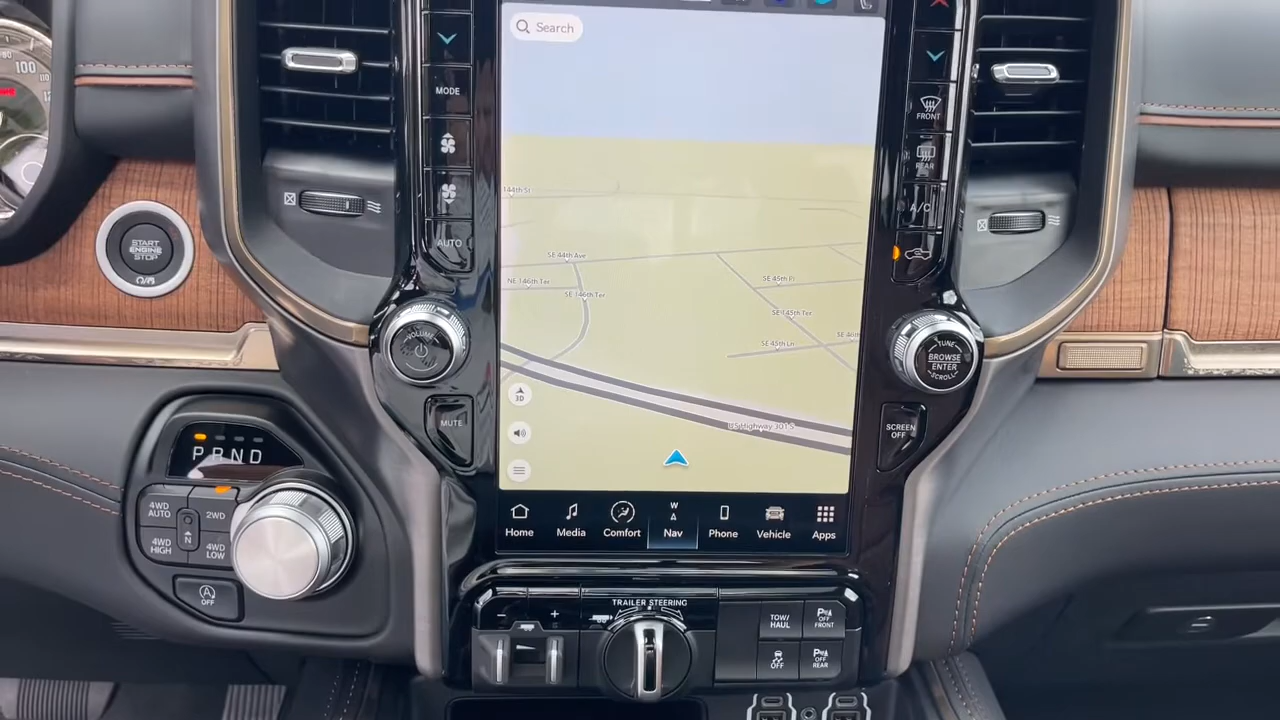 100
Search
MODE
FRONT
REAR
A/C
AUTO
START
ENGINE
STOP
144th St
SE 44th Ave
NE 146th Ter
SE 146th Ter
SE 45th Pl
SE 145th Ter
SE 45th Ln
US Highway 301 S
VOLUME
TUNE
BROWSE
ENTER
SCROLL
3D
MUTE
SCREEN
OFF
P R N D
4WD
AUTO
2WD
4WD
HIGH
N
4WD
LOW
A
OFF
W
Home
Media
Comfort
Nav
Phone
Vehicle
Apps
TRAILER STEERING
- +
TOW/
HAUL
P
OFF
FRONT
OFF
P
OFF
REAR